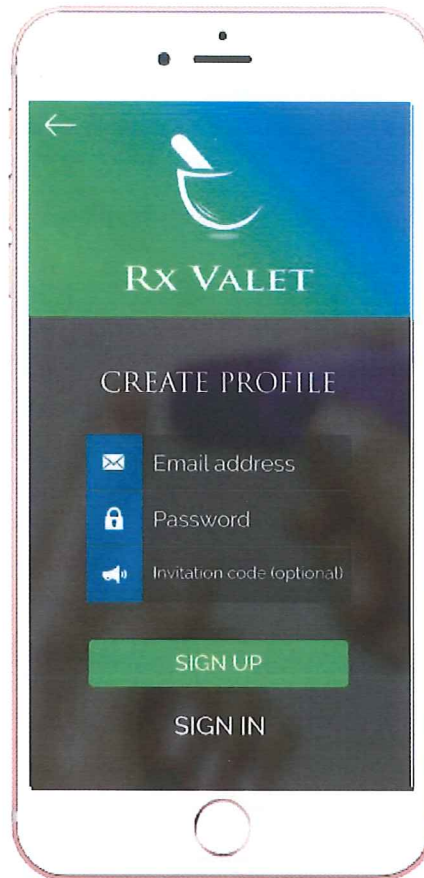 RX VALET
CREATE PROFILE
Email address
Password
Invitation code (optional)
SIGN UP
SIGN IN